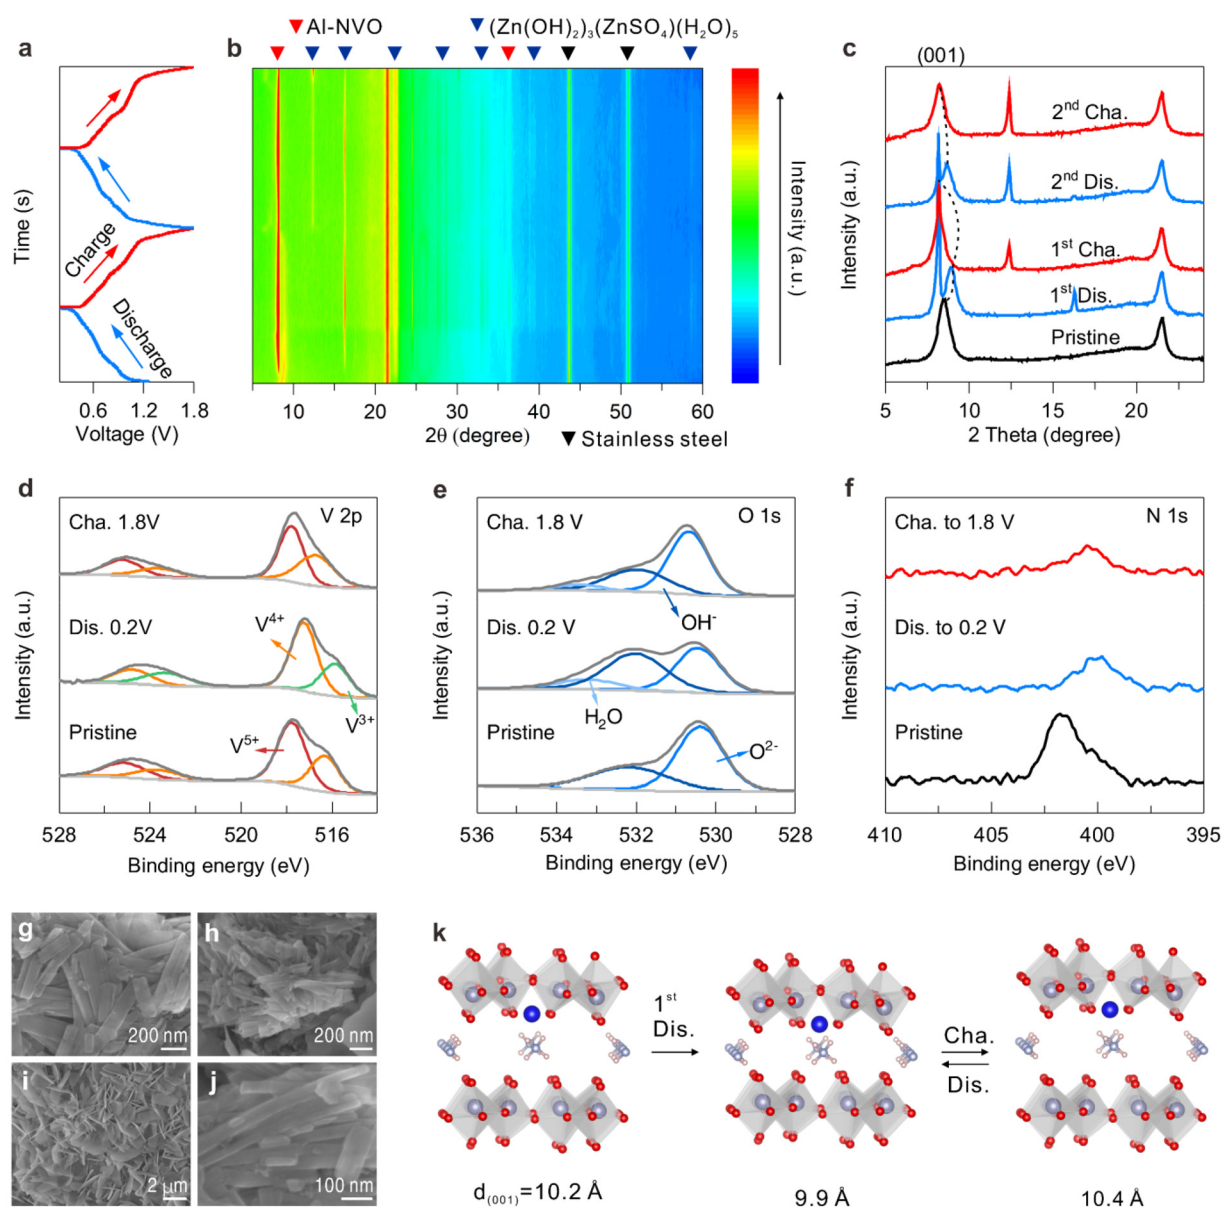 a
b
▼Al-NVO
▼(Zn(OH)₂)₃(ZnSO₄)(H₂O)₅
c
(001)
Time (s)
Charge
Discharge
0.6 1.2 1.8
Voltage (V)
10 20 30 40 50 60
2θ (degree)
▼Stainless steel
Intensity (a.u.)
Intensity (a.u.)
2ⁿᵈ Cha.
2ⁿᵈ Dis.
1ˢᵗ Cha.
1ˢᵗ Dis.
Pristine
5 10 15 20
2 Theta (degree)
d
Intensity (a.u.)
Cha. 1.8V
V 2p
Dis. 0.2V
V⁴⁺
V³⁺
Pristine
V⁵⁺
528 524 520 516
Binding energy (eV)
e
Intensity (a.u.)
Cha. 1.8 V
O 1s
OH⁻
Dis. 0.2 V
H₂O
Pristine
O²⁻
536 534 532 530 528
Binding energy (eV)
f
Intensity (a.u.)
Cha. to 1.8 V
N 1s
Dis. to 0.2 V
Pristine
410 405 400 395
Binding energy (eV)
g
200 nm
h
200 nm
i
2 µm
j
100 nm
k
1ˢᵗ
Dis.
Cha.
Dis.
d₍₀₀₁₎=10.2 Å
9.9 Å
10.4 Å